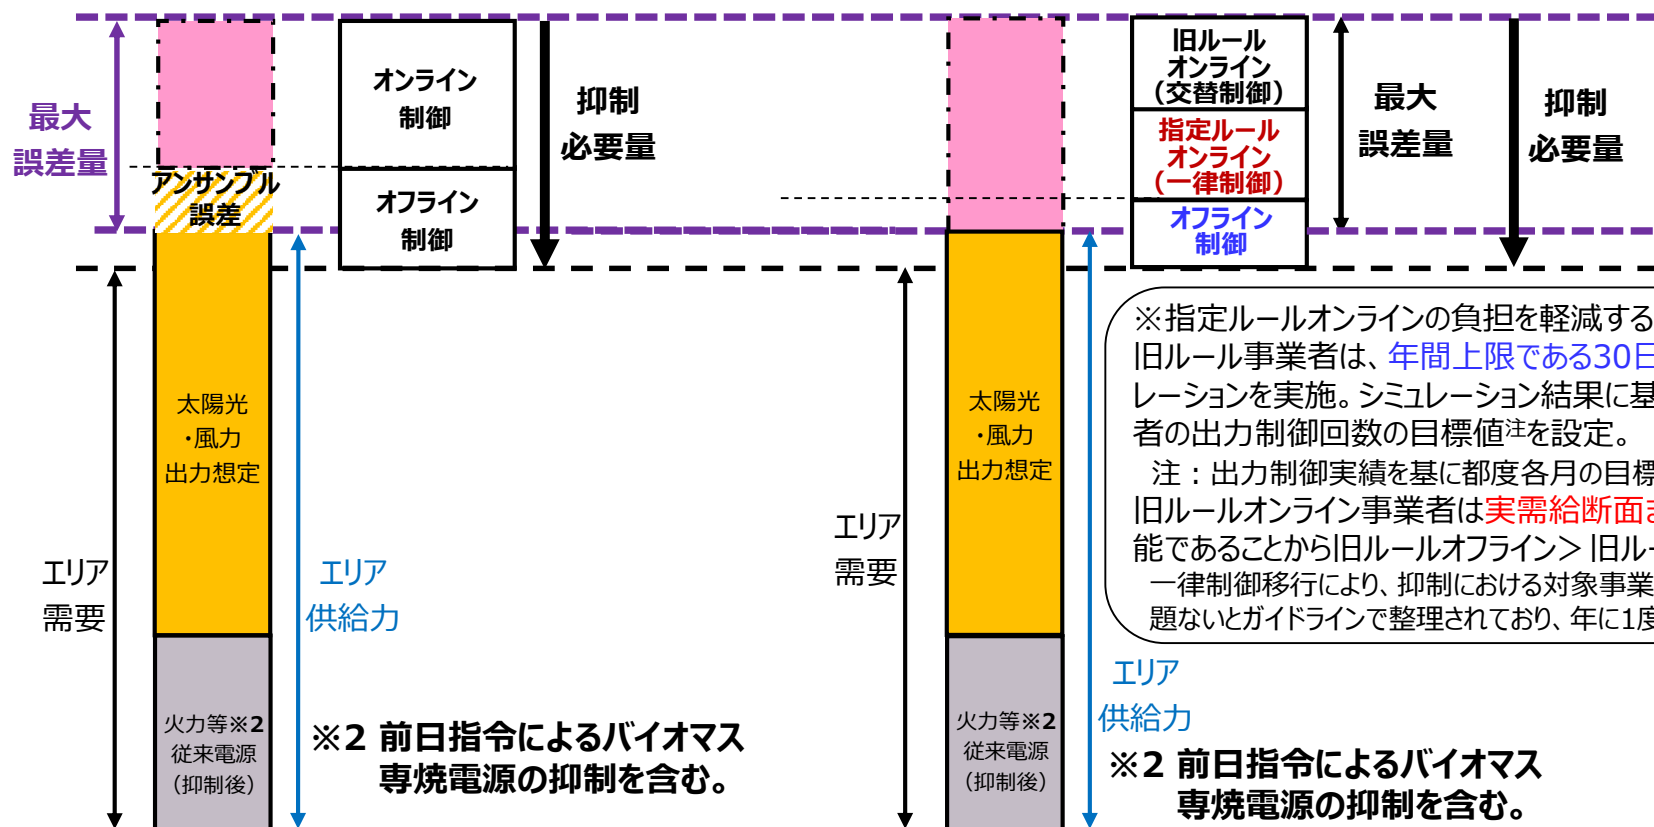 最大
誤差量
アンサンブル
誤差
オンライン
制御
オフライン
制御
抑制
必要量
太陽光
・風力
出力想定
エリア
需要
エリア
供給力
火力等※2
従来電源
（抑制後）
※2 前日指令によるバイオマス
専焼電源の抑制を含む。
旧ルール
オンライン
（交替制御）
指定ルール
オンライン
（一律制御）
オフライン
制御
最大
誤差量
抑制
必要量
太陽光
・風力
出力想定
エリア
需要
※指定ルールオンラインの負担を軽減する
旧ルール事業者は、年間上限である30日
レーションを実施。シミュレーション結果に基
者の出力制御回数の目標値注を設定。
注：出力制御実績を基に都度各月の目標
旧ルールオンライン事業者は実需給断面ま
能であることから旧ルールオフライン＞旧ルー
一律制御移行により、抑制における対象事業
題ないとガイドラインで整理されており、年に1度
エリア
供給力
火力等※2
従来電源
（抑制後）
※2 前日指令によるバイオマス
専焼電源の抑制を含む。